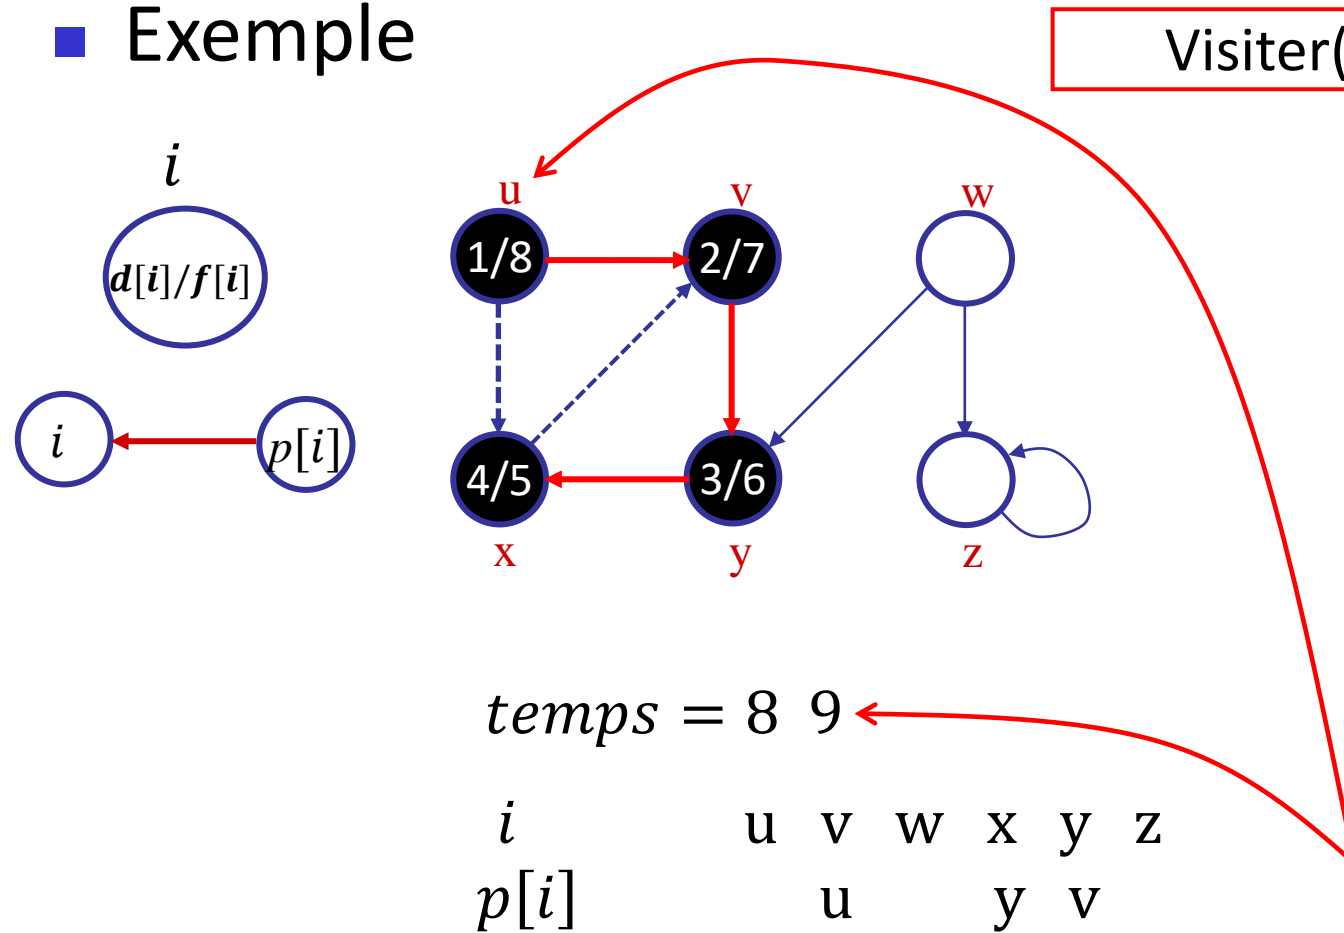 Exemple
Visiter(
i
u v w
1/8 2/7
d[i]/f[i]
i p[i]
4/5 3/6
x y z
temps = 8 9
i u v w x y z
p[i] u y v